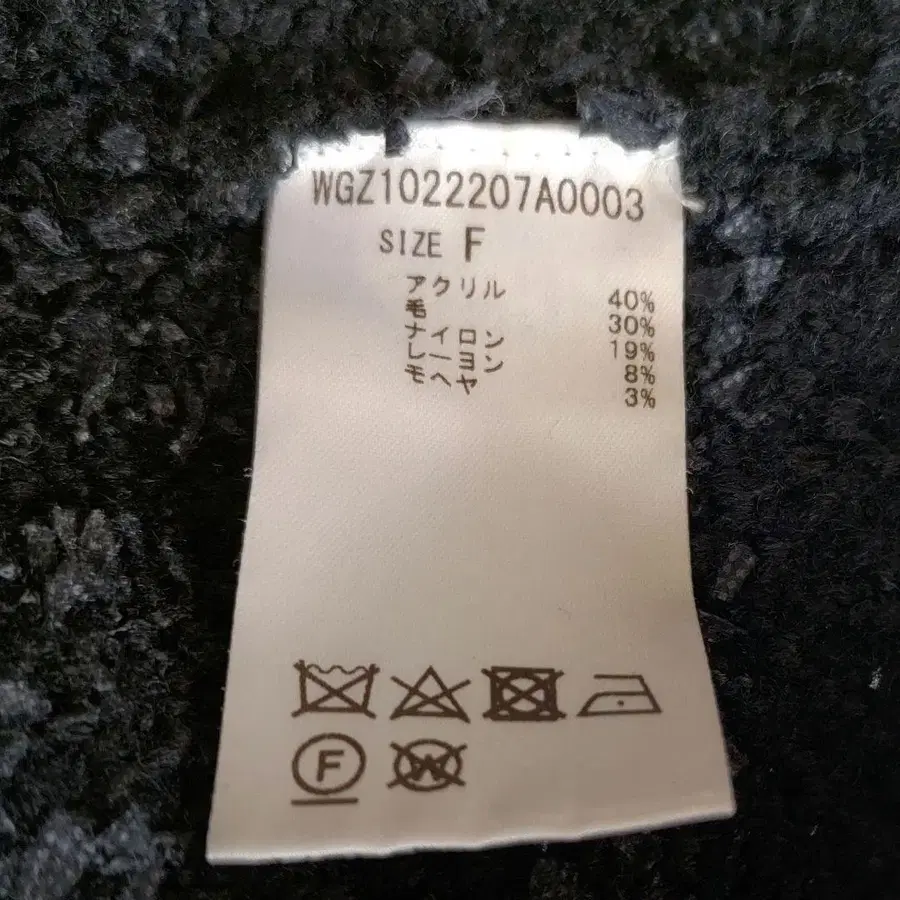 WGZ1022207A0003
SIZE F
アクリル 40%
毛 30%
ナイロン 19%
レーヨン 8%
モヘヤ 3%
F
W